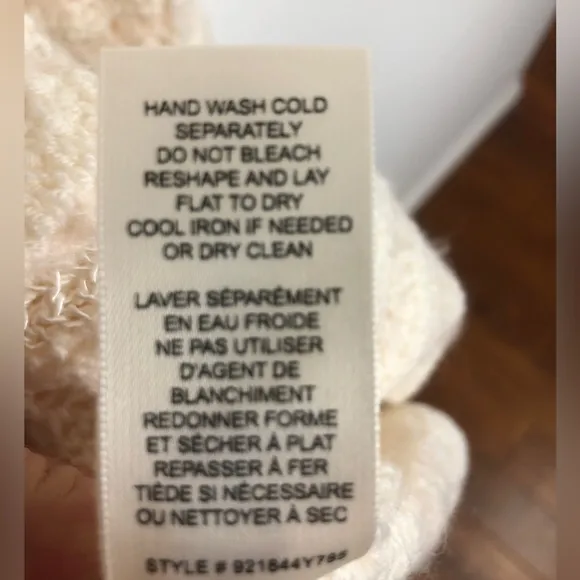 HAND WASH COLD
SEPARATELY
DO NOT BLEACH
RESHAPE AND LAY
FLAT TO DRY
COOL IRON IF NEEDED
OR DRY CLEAN
LAVER SÉPARÉMENT
EN EAU FROIDE
NE PAS UTILISER
D'AGENT DE
BLANCHIMENT
REDONNER FORME
ET SÉCHER À PLAT
REPASSER À FER
TIÈDE SI NÉCESSAIRE
OU NETTOYER À SEC
STYLE #